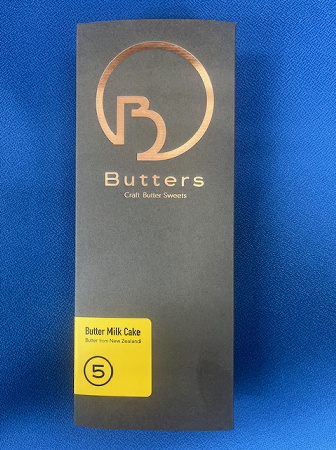 B
Butters
Craft Butter Sweets
Butter Milk Cake
Butter from New Zealand
5